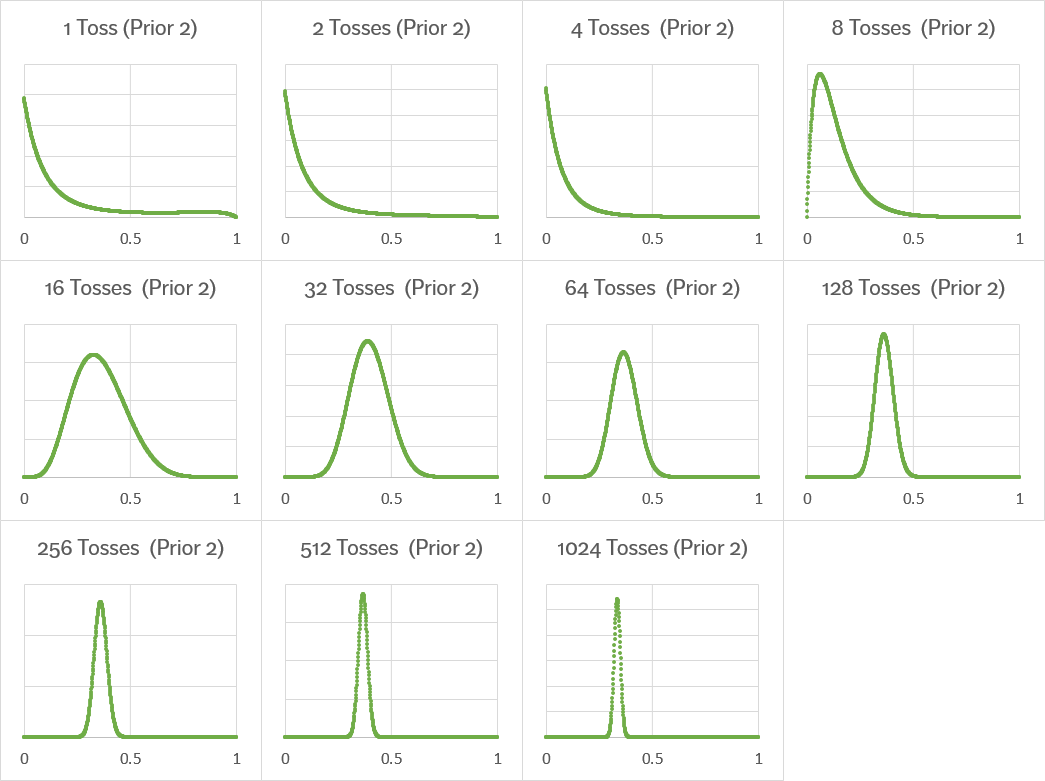 1 Toss (Prior 2)
2 Tosses (Prior 2)
4 Tosses (Prior 2)
8 Tosses (Prior 2)
0 0.5 1
0 0.5 1
0 0.5 1
0 0.5 1
16 Tosses (Prior 2)
32 Tosses (Prior 2)
64 Tosses (Prior 2)
128 Tosses (Prior 2)
0 0.5 1
0 0.5 1
0 0.5 1
0 0.5 1
256 Tosses (Prior 2)
512 Tosses (Prior 2)
1024 Tosses (Prior 2)
0 0.5 1
0 0.5 1
0 0.5 1